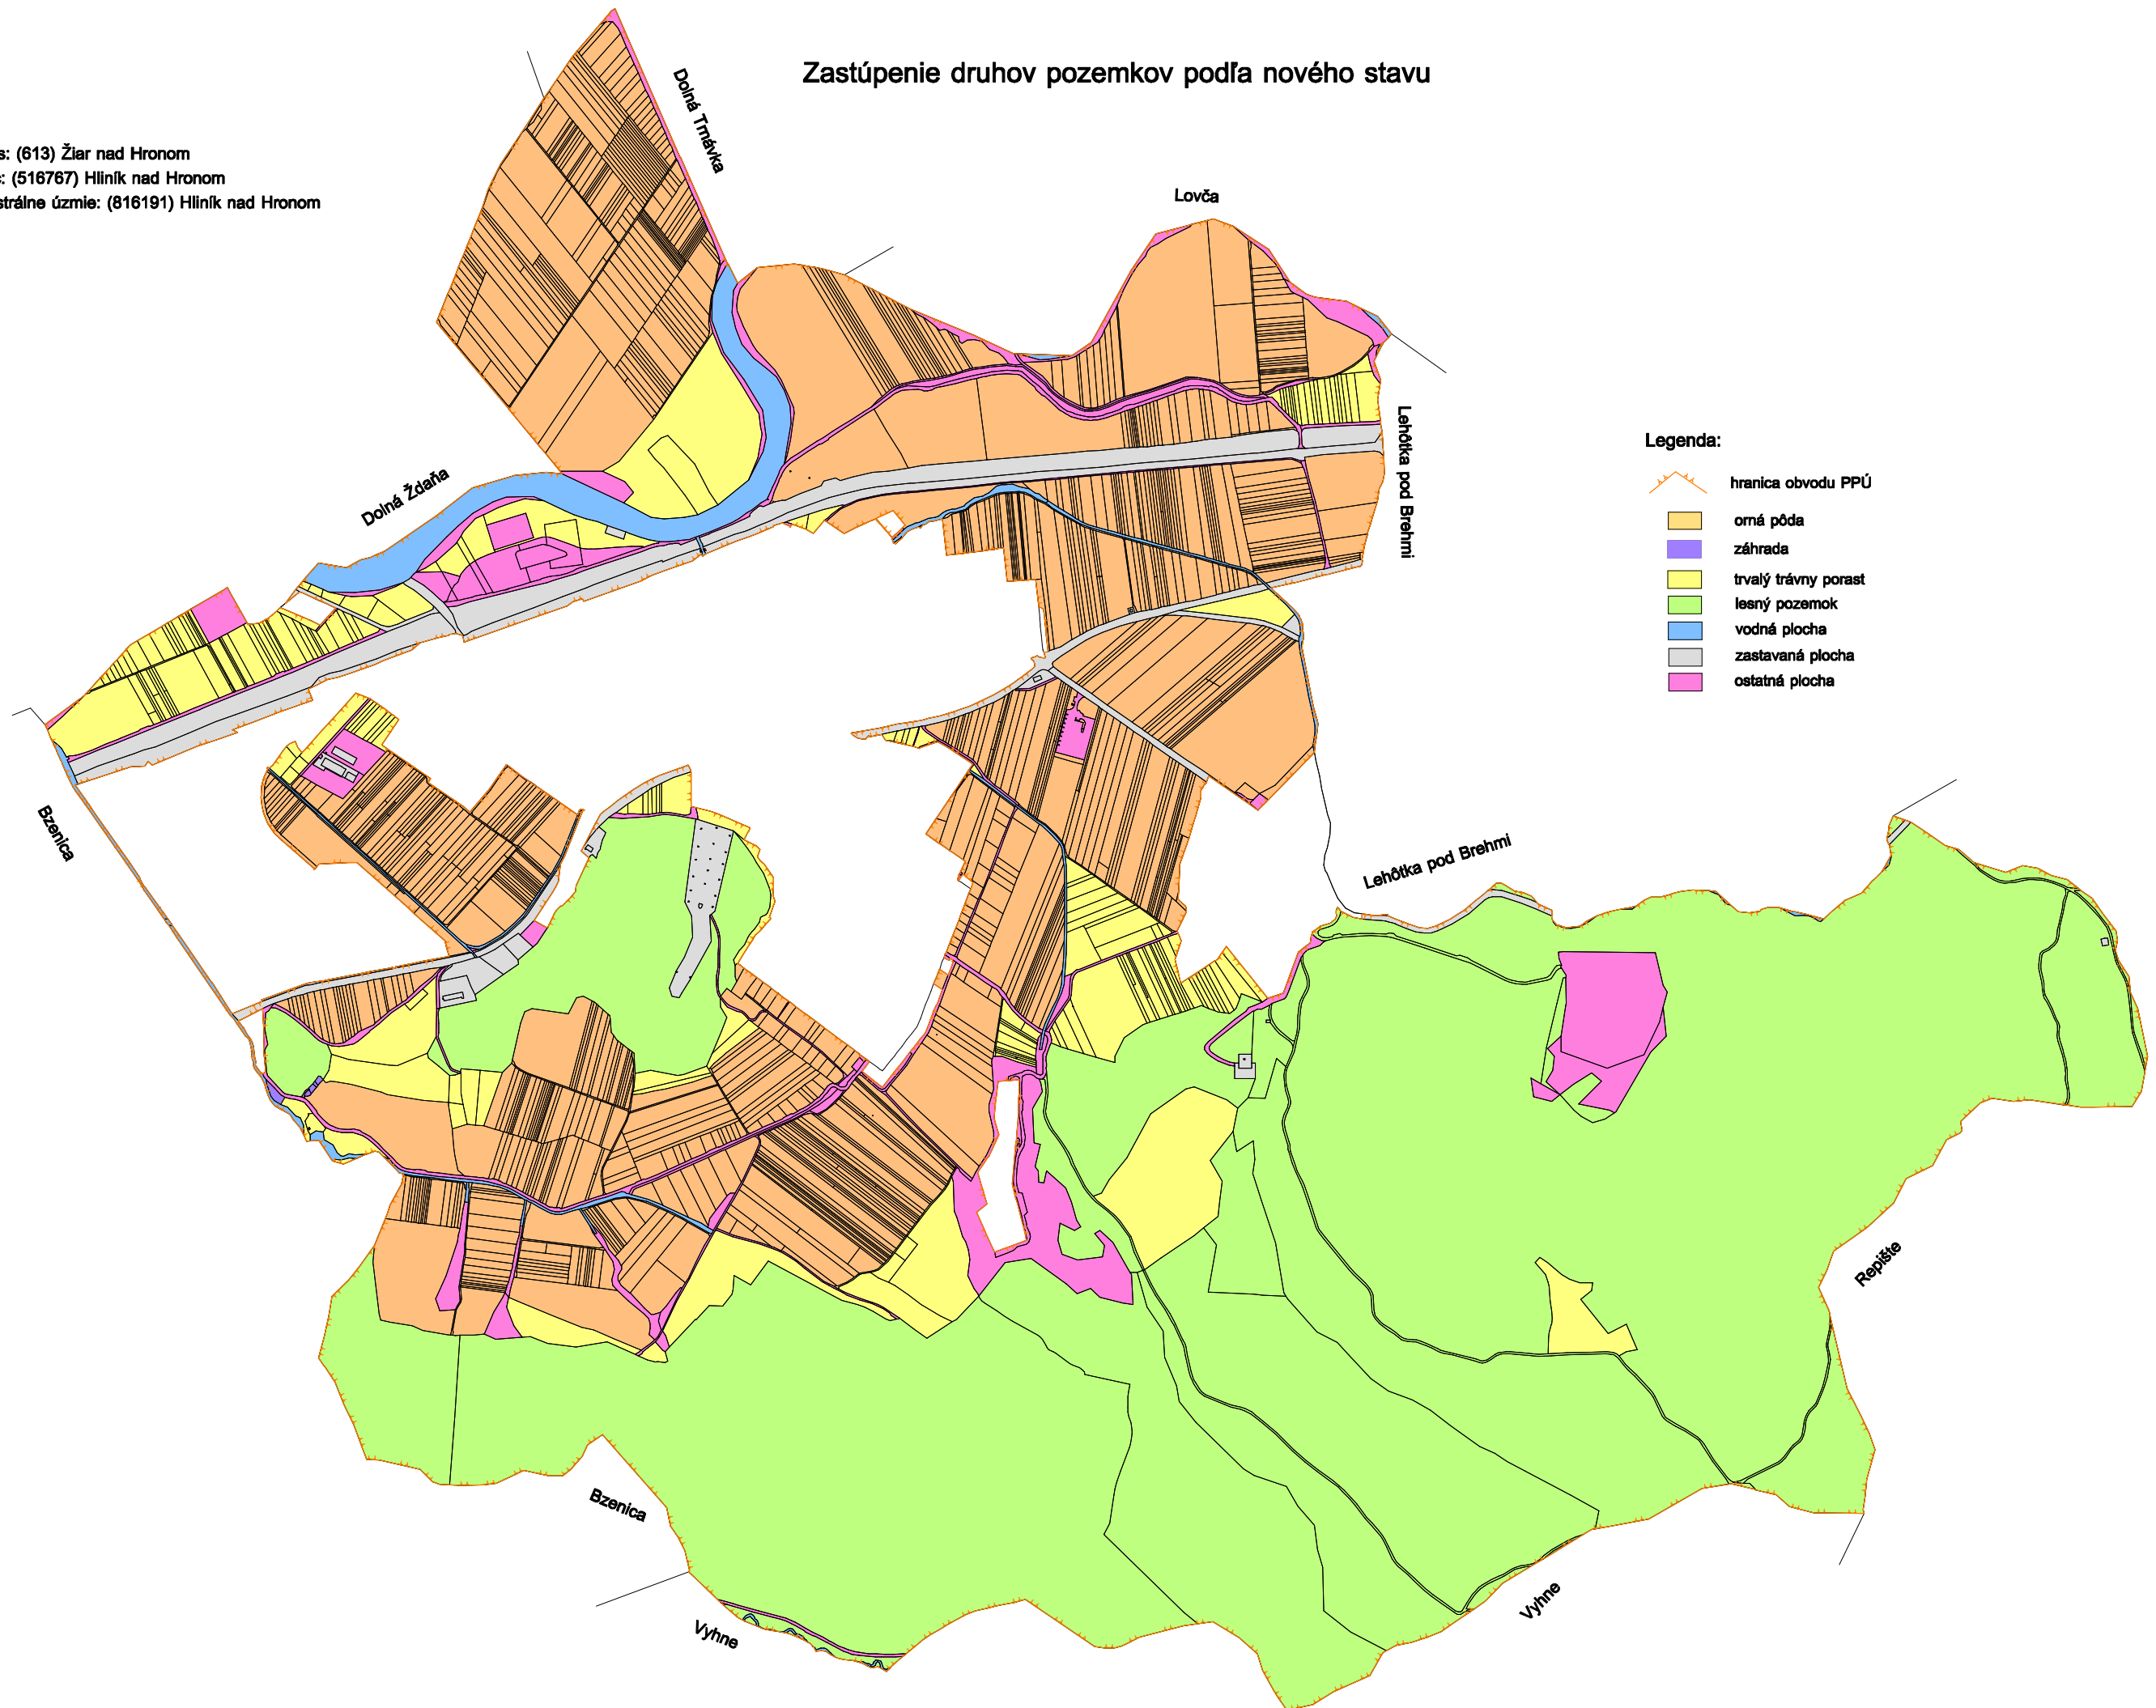 Zastúpenie druhov pozemkov podľa nového stavu
s: (613) Žiar nad Hronom
: (516767) Hliník nad Hronom
strálne úzmie: (816191) Hliník nad Hronom
Dolná Trnávka
Lovča
Lehôtka pod Brehmi
Dolná Ždaňa
Legenda:
hranica obvodu PPÚ
orná pôda
záhrada
trvalý trávny porast
lesný pozemok
vodná plocha
zastavaná plocha
ostatná plocha
Bzenica
Lehôtka pod Brehmi
Repište
Bzenica
Vyhne
Vyhne